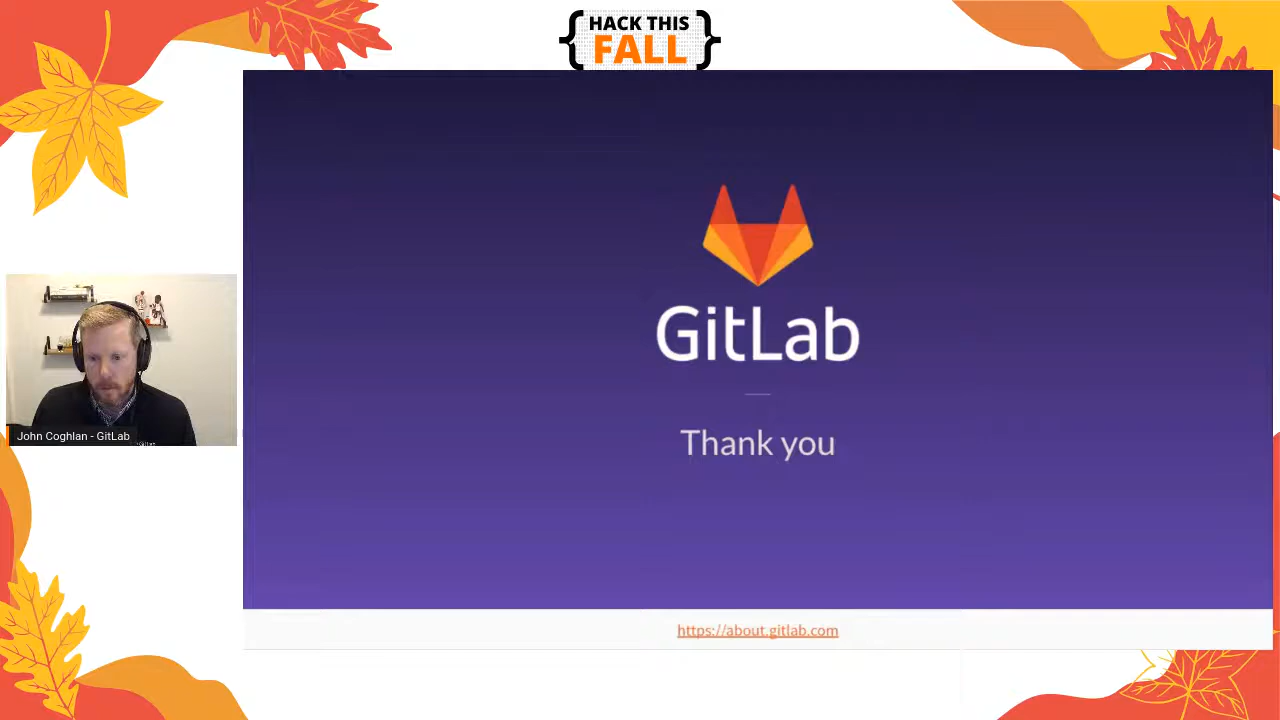 {HACK THIS
FALL}
GitLab
Thank you
John Coghlan - GitLab
https://about.gitlab.com